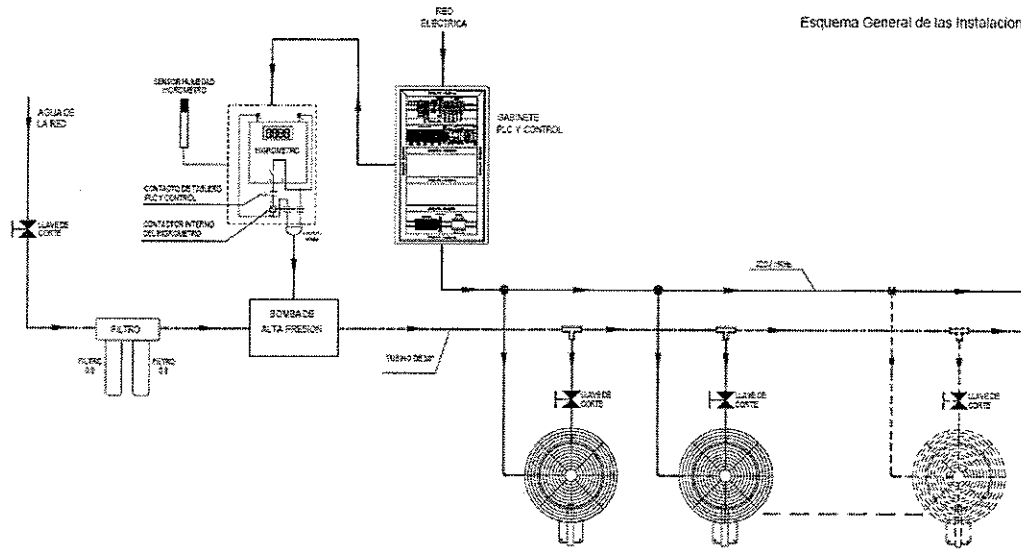 RED
ELECTRICA
Esquema General de las Instalacion
SENSOR HUMEDAD
HIGROMETRO
AGUA DE
LA RED
GABINETE
PLC Y CONTROL
HIGROMETRO
CONTACTO DE TABLERO
PLC Y CONTROL
CONTACTOR INTERNO
DEL HIGROMETRO
LLAVE DE
CORTE
BOMBA DE
ALTA PRESION
FILTRO
FILTRO
FILTRO
LLAVE DE
CORTE
LLAVE DE
CORTE
LLAVE DE
CORTE